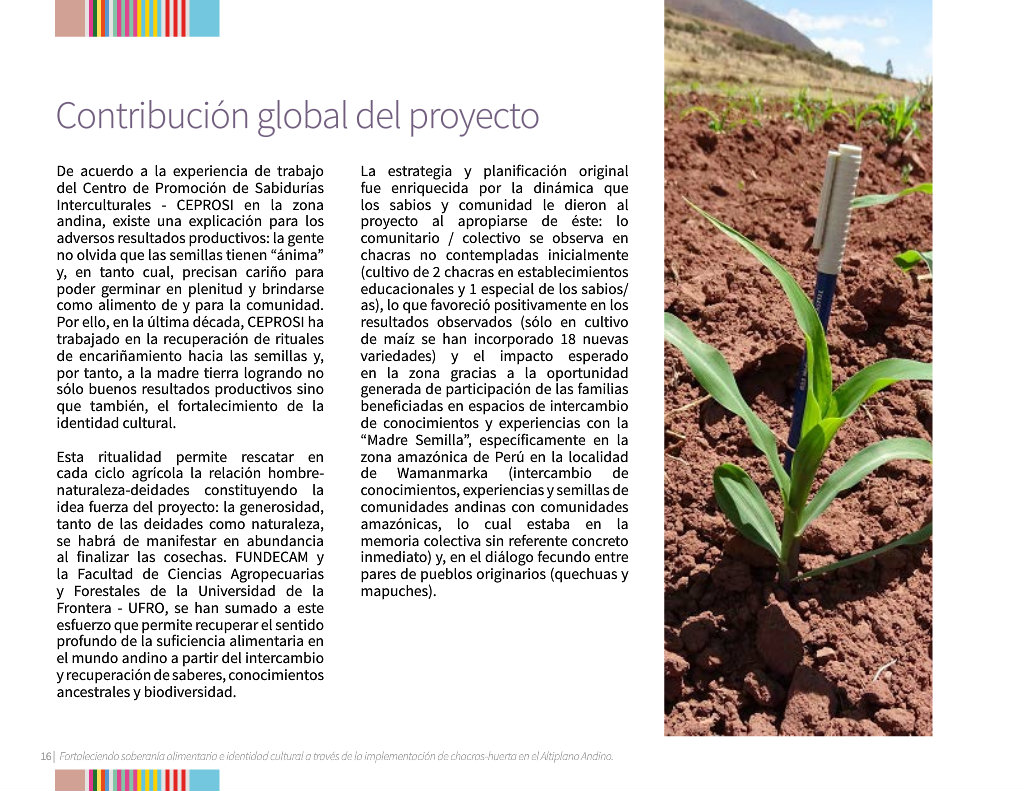 Contribución global del proyecto
De acuerdo a la experiencia de trabajo
del Centro de Promoción de Sabidurías
Interculturales - CEPROSI en la zona
andina, existe una explicación para los
adversos resultados productivos: la gente
no olvida que las semillas tienen “ánima”
y, en tanto cual, precisan cariño para
poder germinar en plenitud y brindarse
como alimento de y para la comunidad.
Por ello, en la última década, CEPROSI ha
trabajado en la recuperación de rituales
de encariñamiento hacia las semillas y,
por tanto, a la madre tierra logrando no
sólo buenos resultados productivos sino
que también, el fortalecimiento de la
identidad cultural.
Esta ritualidad permite rescatar en
cada ciclo agrícola la relación hombre-
naturaleza-deidades constituyendo la
idea fuerza del proyecto: la generosidad,
tanto de las deidades como naturaleza,
se habrá de manifestar en abundancia
al finalizar las cosechas. FUNDECAM y
la Facultad de Ciencias Agropecuarias
y Forestales de la Universidad de la
Frontera - UFRO, se han sumado a este
esfuerzo que permite recuperar el sentido
profundo de la suficiencia alimentaria en
el mundo andino a partir del intercambio
y recuperación de saberes, conocimientos
ancestrales y biodiversidad.
La estrategia y planificación original
fue enriquecida por la dinámica que
los sabios y comunidad le dieron al
proyecto al apropiarse de éste: lo
comunitario / colectivo se observa en
chacras no contempladas inicialmente
(cultivo de 2 chacras en establecimientos
educacionales y 1 especial de los sabios/
as), lo que favoreció positivamente en los
resultados observados (sólo en cultivo
de maíz se han incorporado 18 nuevas
variedades) y el impacto esperado
en la zona gracias a la oportunidad
generada de participación de las familias
beneficiadas en espacios de intercambio
de conocimientos y experiencias con la
“Madre Semilla”, específicamente en la
zona amazónica de Perú en la localidad
de Wamanmarka (intercambio de
conocimientos, experiencias y semillas de
comunidades andinas con comunidades
amazónicas, lo cual estaba en la
memoria colectiva sin referente concreto
inmediato) y, en el diálogo fecundo entre
pares de pueblos originarios (quechuas y
mapuches).
16 | Fortaleciendo soberanía alimentaria e identidad cultural a través de la implementación de chacras-huerta en el Altiplano Andino.